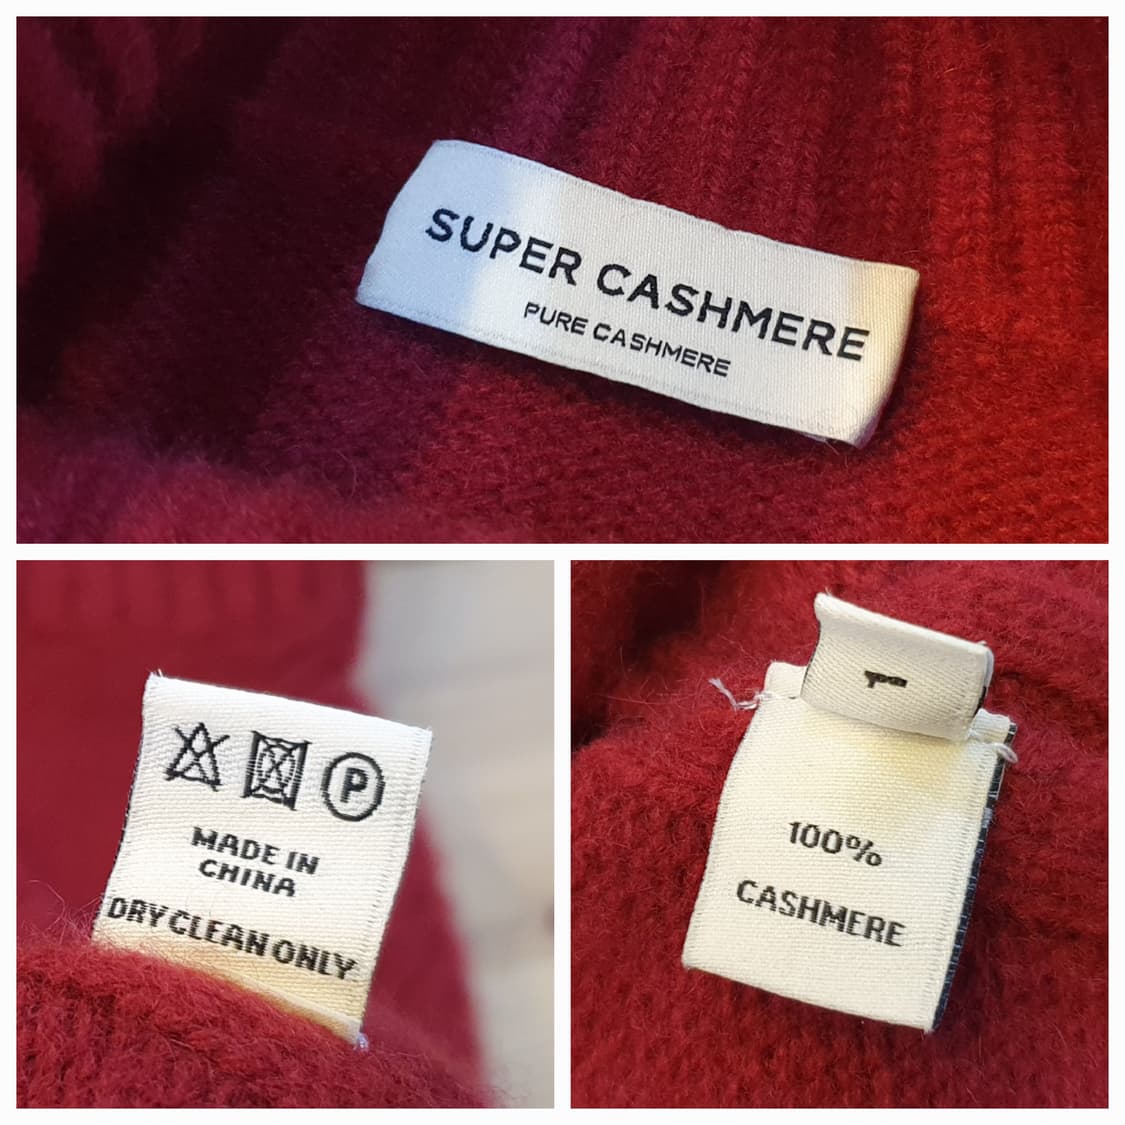 SUPER CASHMERE
PURE CASHMERE
P
MADE IN
CHINA
DRY CLEAN ONLY
L
100%
CASHMERE